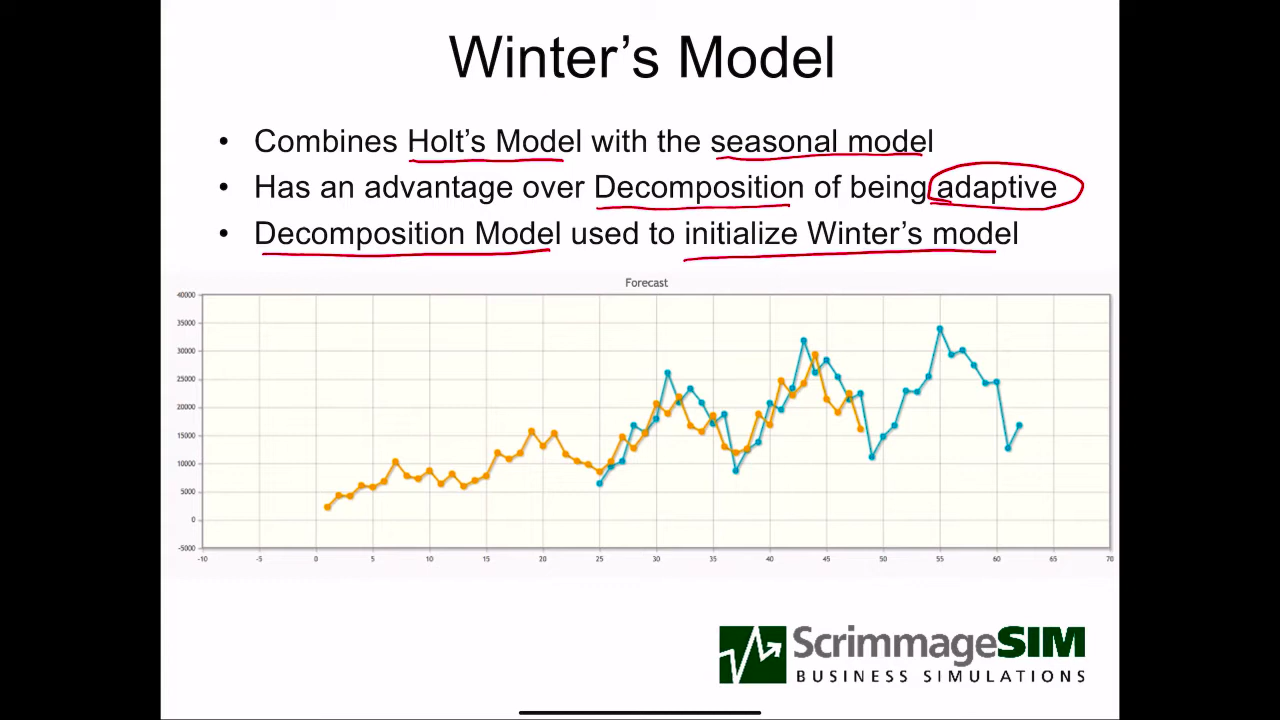 Winter’s Model
• Combines Holt’s Model with the seasonal model
• Has an advantage over Decomposition of being adaptive
• Decomposition Model used to initialize Winter’s model
Forecast
40000
35000
30000
25000
20000
15000
10000
5000
0
-5000
-10 -5 0 5 10 15 20 25 30 35 40 45 50 55 60 65 70
ScrimmageSIM
BUSINESS SIMULATIONS